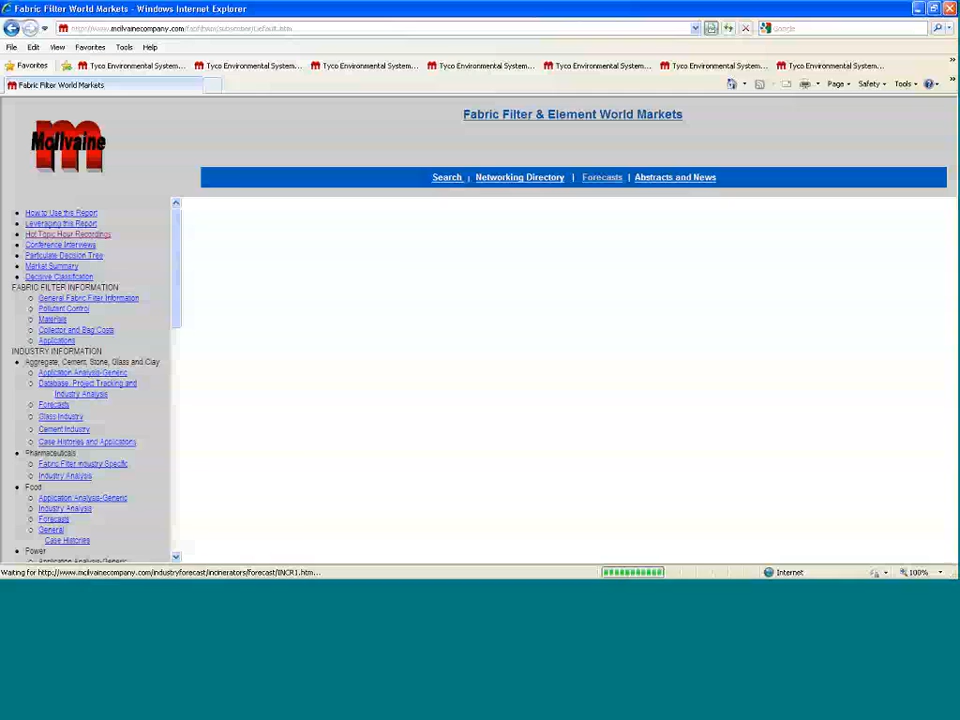 Fabric Filter World Markets - Windows Internet Explorer
File Edit View Favorites Tools Help
Google
Favorites Tyco Environmental System... Tyco Environmental System... Tyco Environmental System... Tyco Environmental System... Tyco Environmental System... Tyco Environmental System... Tyco Environmental System...
Fabric Filter World Markets
Page Safety Tools
Fabric Filter & Element World Markets
McIlvaine
Search | Networking Directory | Forecasts | Abstracts and News
How to Use this Report
Leveraging this Report
Hot Topic Hour Recordings
Conference Interviews
Particulate Decision Tree
Market Summary
Decisive Classification
FABRIC FILTER INFORMATION
General Fabric Filter Information
Pollutant Control
Materials
Collector and Bag Costs
Applications
INDUSTRY INFORMATION
Aggregate, Cement, Stone, Glass and Clay
Application Analysis-Generic
Database, Project Tracking and
Industry Analysis
Forecasts
Glass Industry
Cement Industry
Case Histories and Applications
Pharmaceuticals
Fabric Filter Industry Specific
Industry Analysis
Food
Application Analysis-Generic
Industry Analysis
Forecasts
General
Case Histories
Power
Application Analysis-Generic
Waiting for http://www.mcilvainecompany.com/industryforecast/incinerators/forecast/INCR1.htm...
Internet
100%